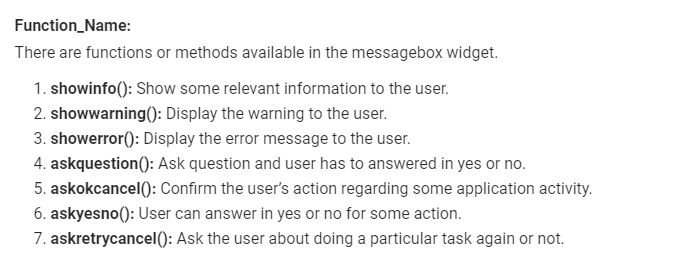 Function_Name:
There are functions or methods available in the messagebox widget.
1. showinfo(): Show some relevant information to the user.
2. showwarning(): Display the warning to the user.
3. showerror(): Display the error message to the user.
4. askquestion(): Ask question and user has to answered in yes or no.
5. askokcancel(): Confirm the user’s action regarding some application activity.
6. askyesno(): User can answer in yes or no for some action.
7. askretrycancel(): Ask the user about doing a particular task again or not.